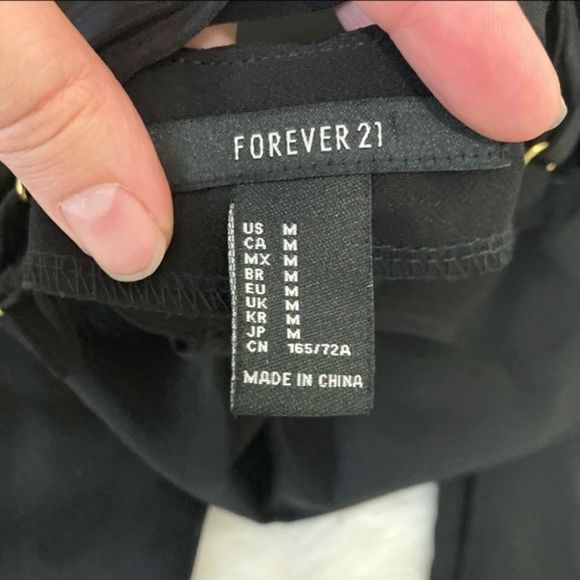 FOREVER 21
US M
CA M
MX M
BR M
EU M
UK M
KR M
JP M
CN 165/72A
MADE IN CHINA